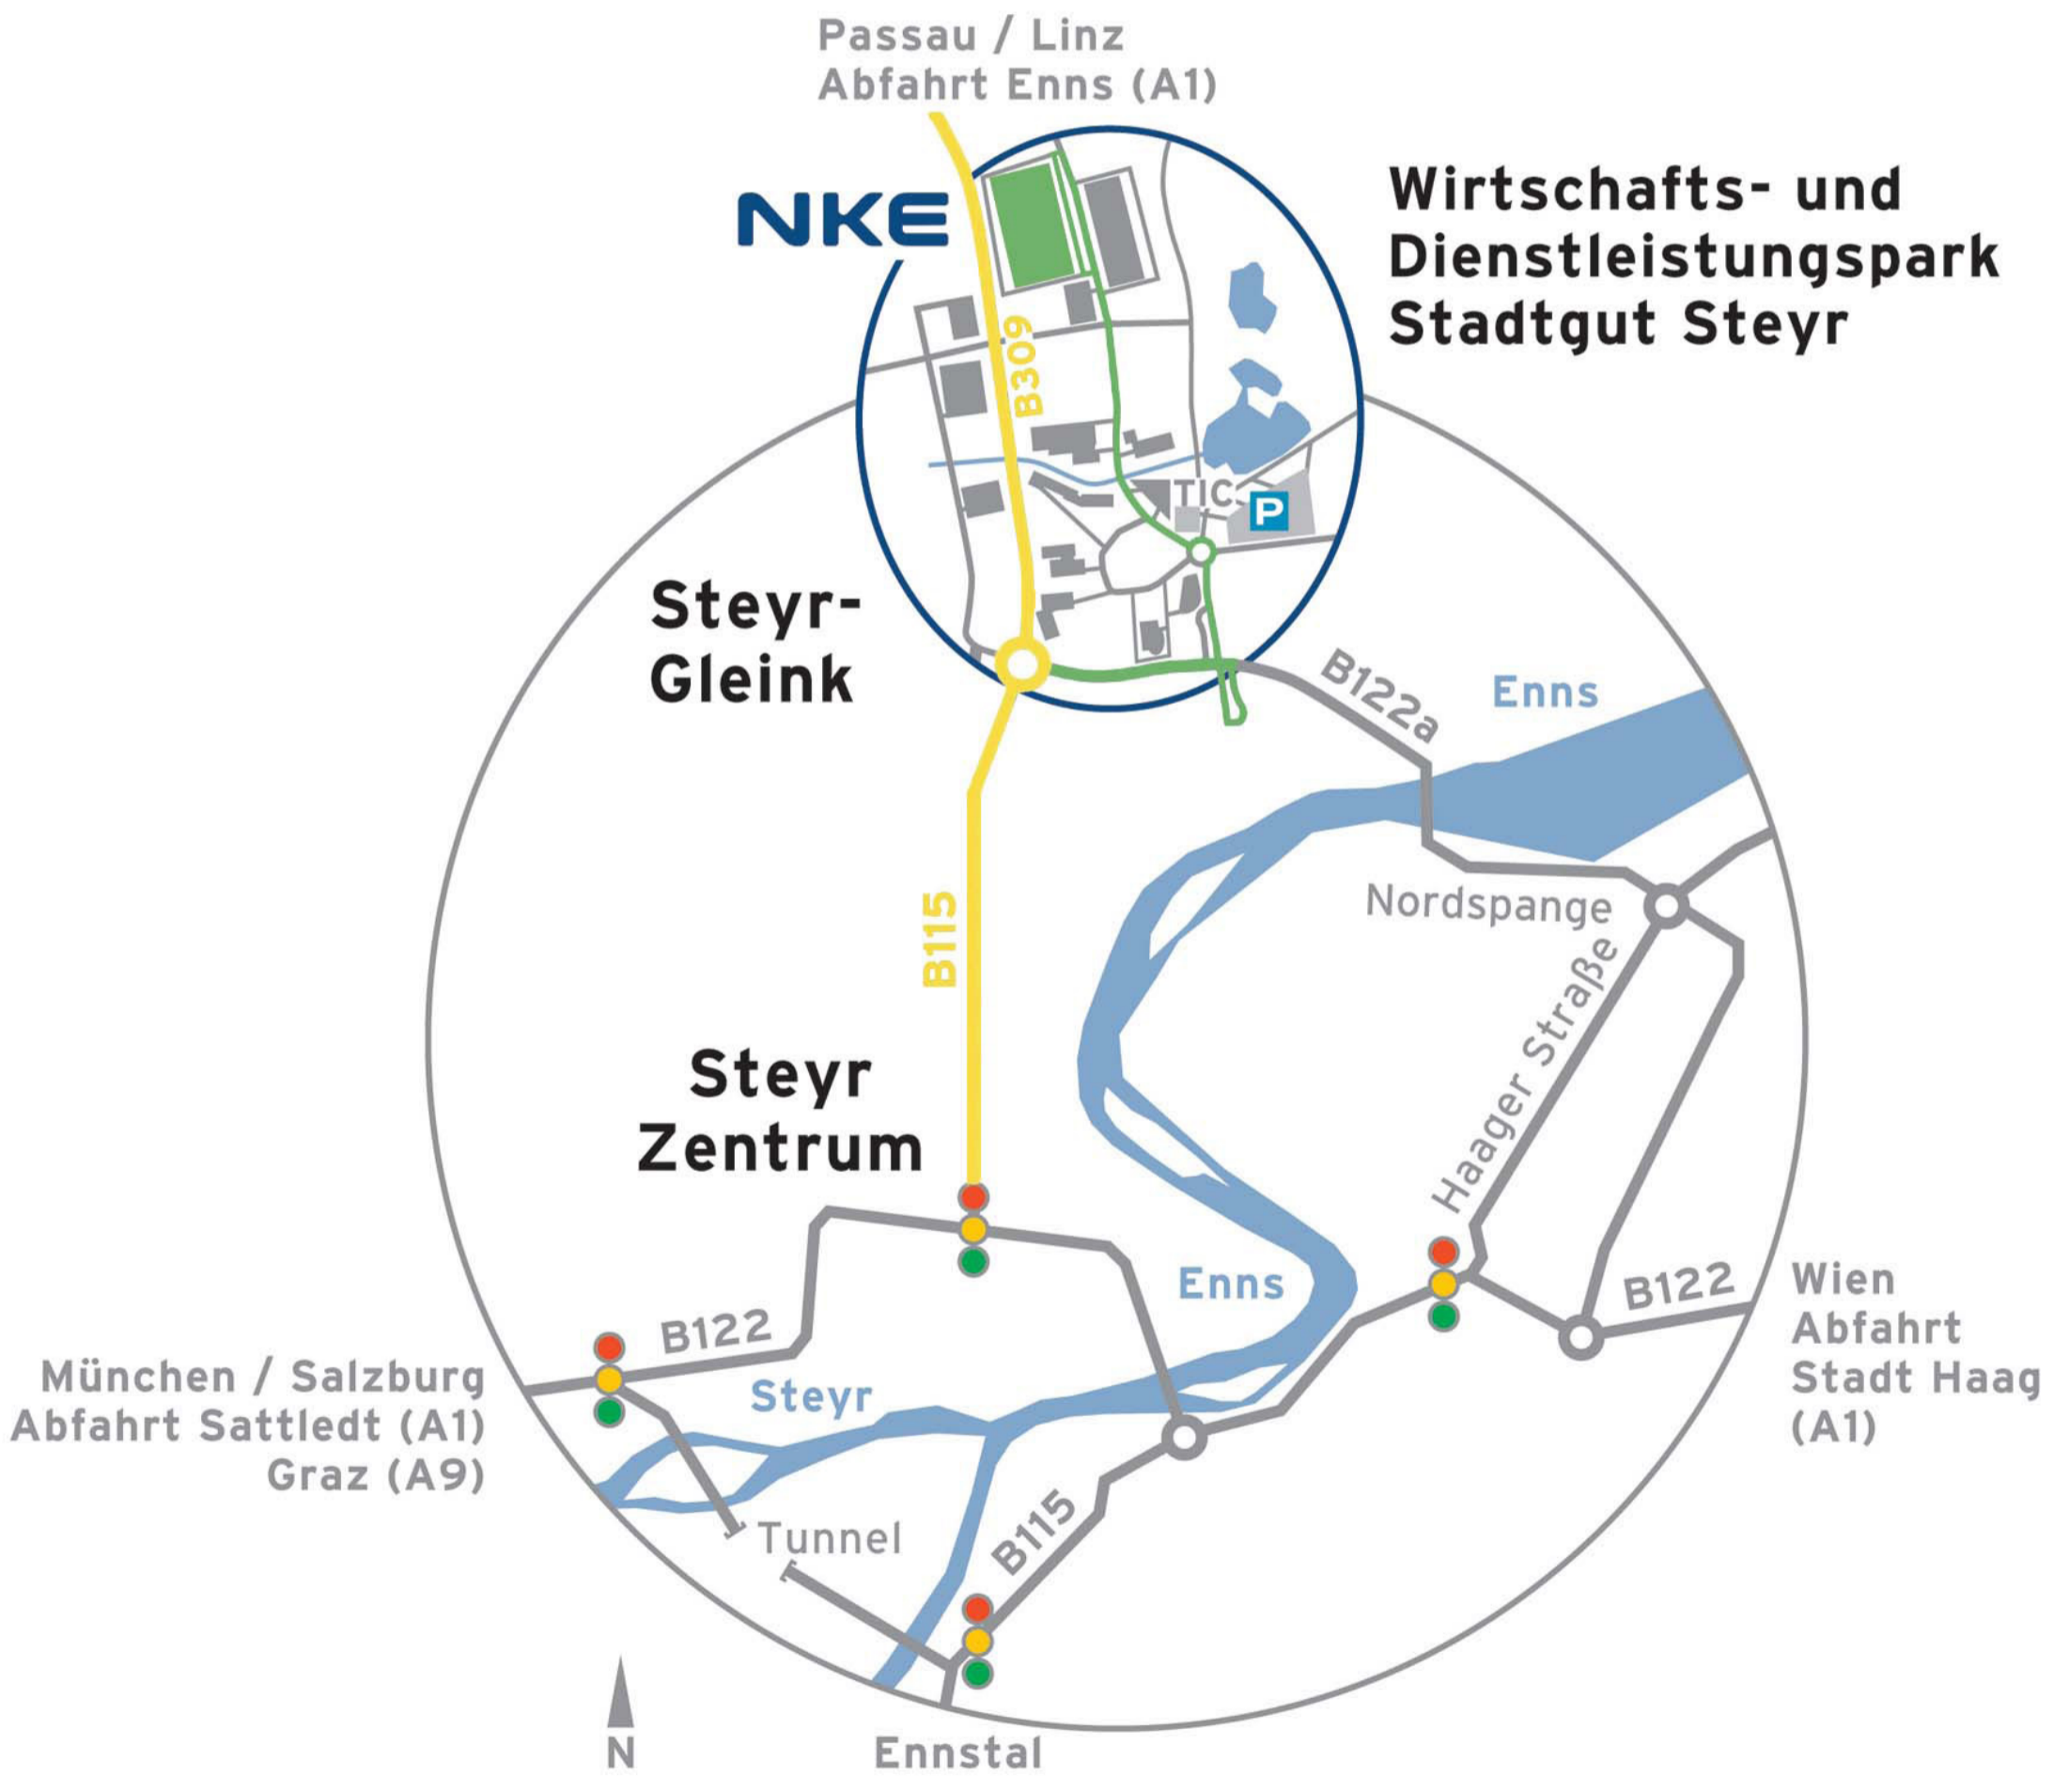 Passau / Linz
Abfahrt Enns (A1)
NKE
Wirtschafts- und
Dienstleistungspark
Stadtgut Steyr
B309
TIC
P
Steyr-
Gleink
B122a
Enns
B115
Nordspange
Haager Straße
Steyr
Zentrum
Enns
B122
Wien
Abfahrt
Stadt Haag
(A1)
B122
München / Salzburg
Abfahrt Sattledt (A1)
Graz (A9)
Steyr
Tunnel
B115
N
Ennstal